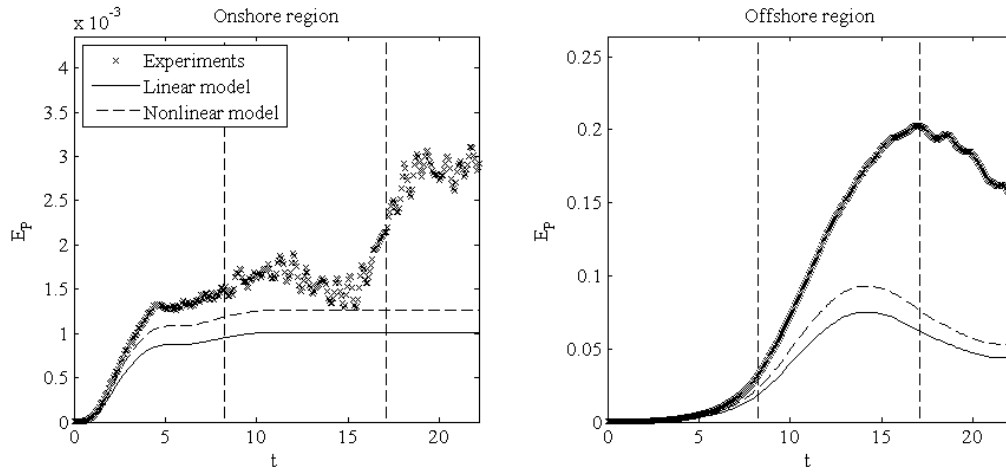 Onshore region
x 10⁻³
4
3.5
3
2.5
2
1.5
1
0.5
0
E_p
Experiments
Linear model
Nonlinear model
0 5 10 15 20
t
Offshore region
0.25
0.2
0.15
0.1
0.05
0
E_p
0 5 10 15 20
t